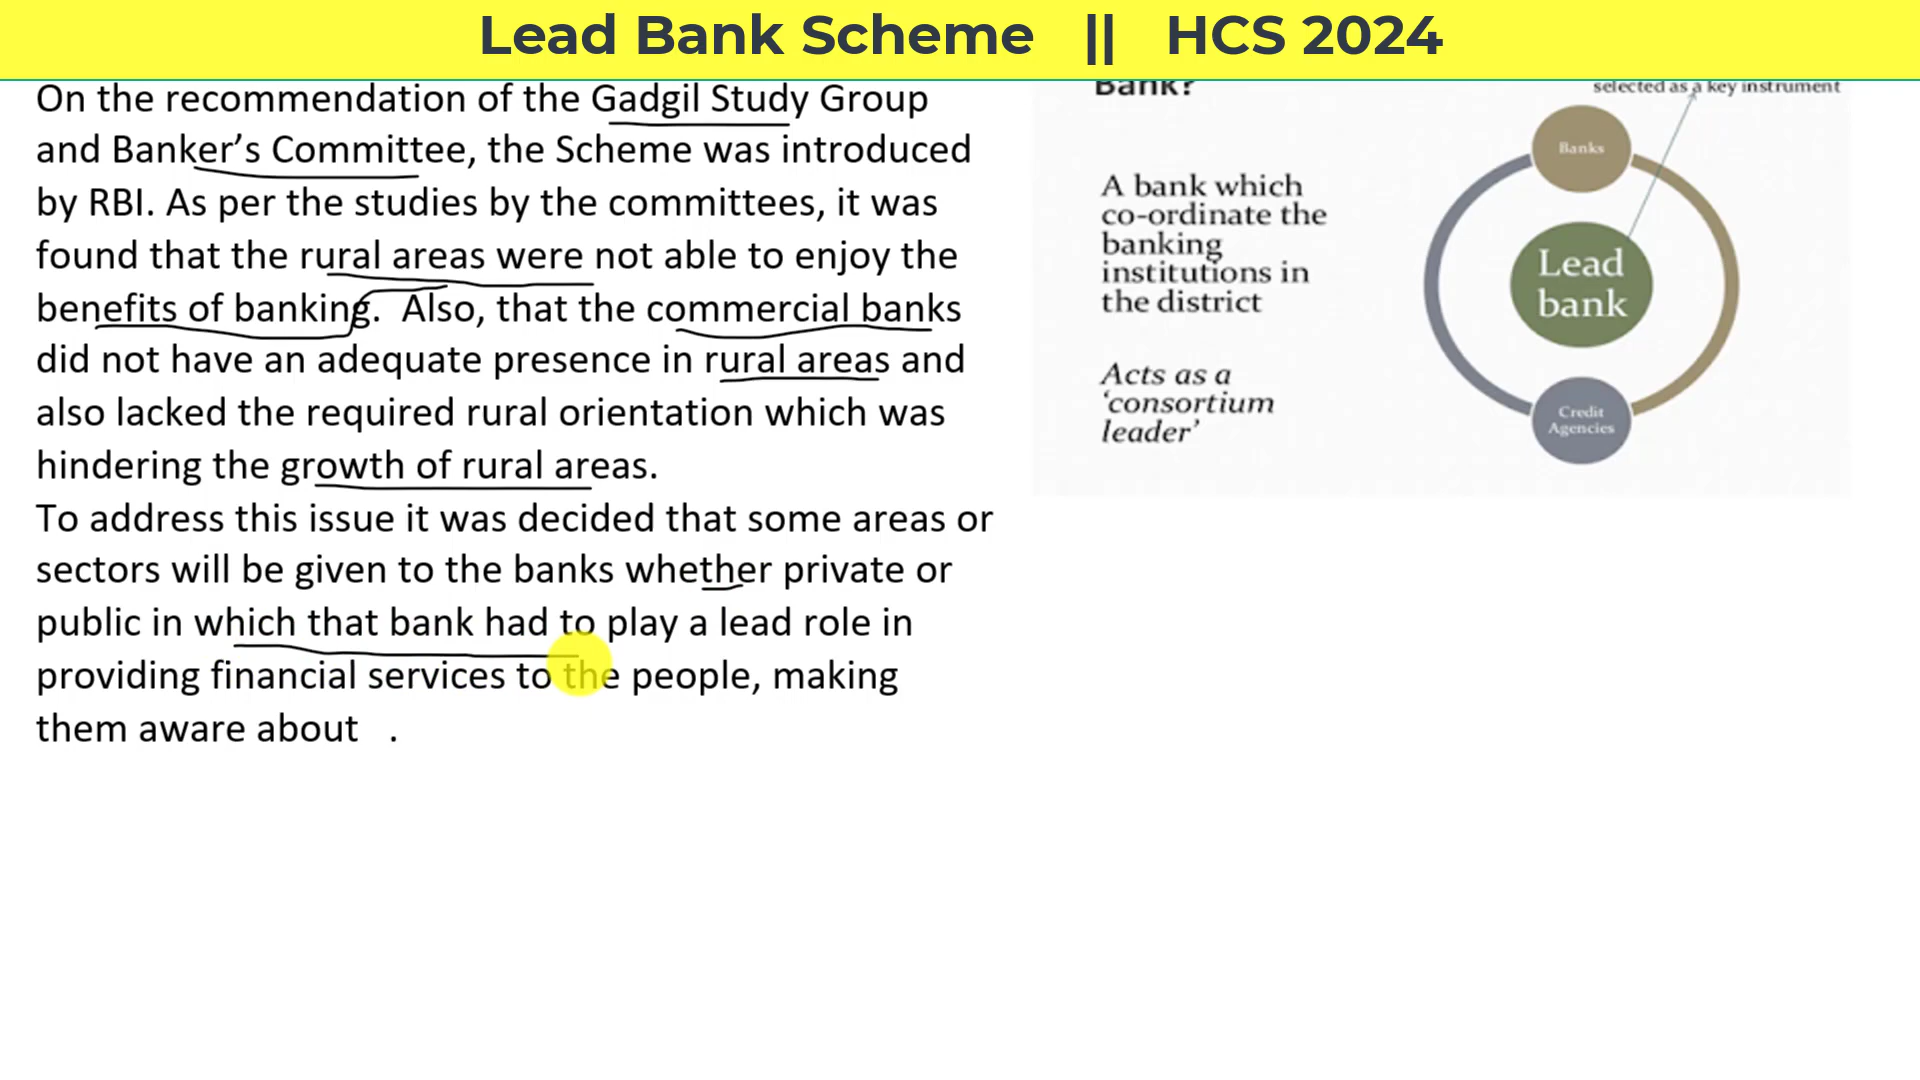 Lead Bank Scheme || HCS 2024
On the recommendation of the Gadgil Study Group
and Banker’s Committee, the Scheme was introduced
by RBI. As per the studies by the committees, it was
found that the rural areas were not able to enjoy the
benefits of banking. Also, that the commercial banks
did not have an adequate presence in rural areas and
also lacked the required rural orientation which was
hindering the growth of rural areas.
To address this issue it was decided that some areas or
sectors will be given to the banks whether private or
public in which that bank had to play a lead role in
providing financial services to the people, making
them aware about .
Bank?
A bank which
co-ordinate the
banking
institutions in
the district
Acts as a
‘consortium
leader’
selected as a key instrument
Banks
Lead
bank
Credit
Agencies